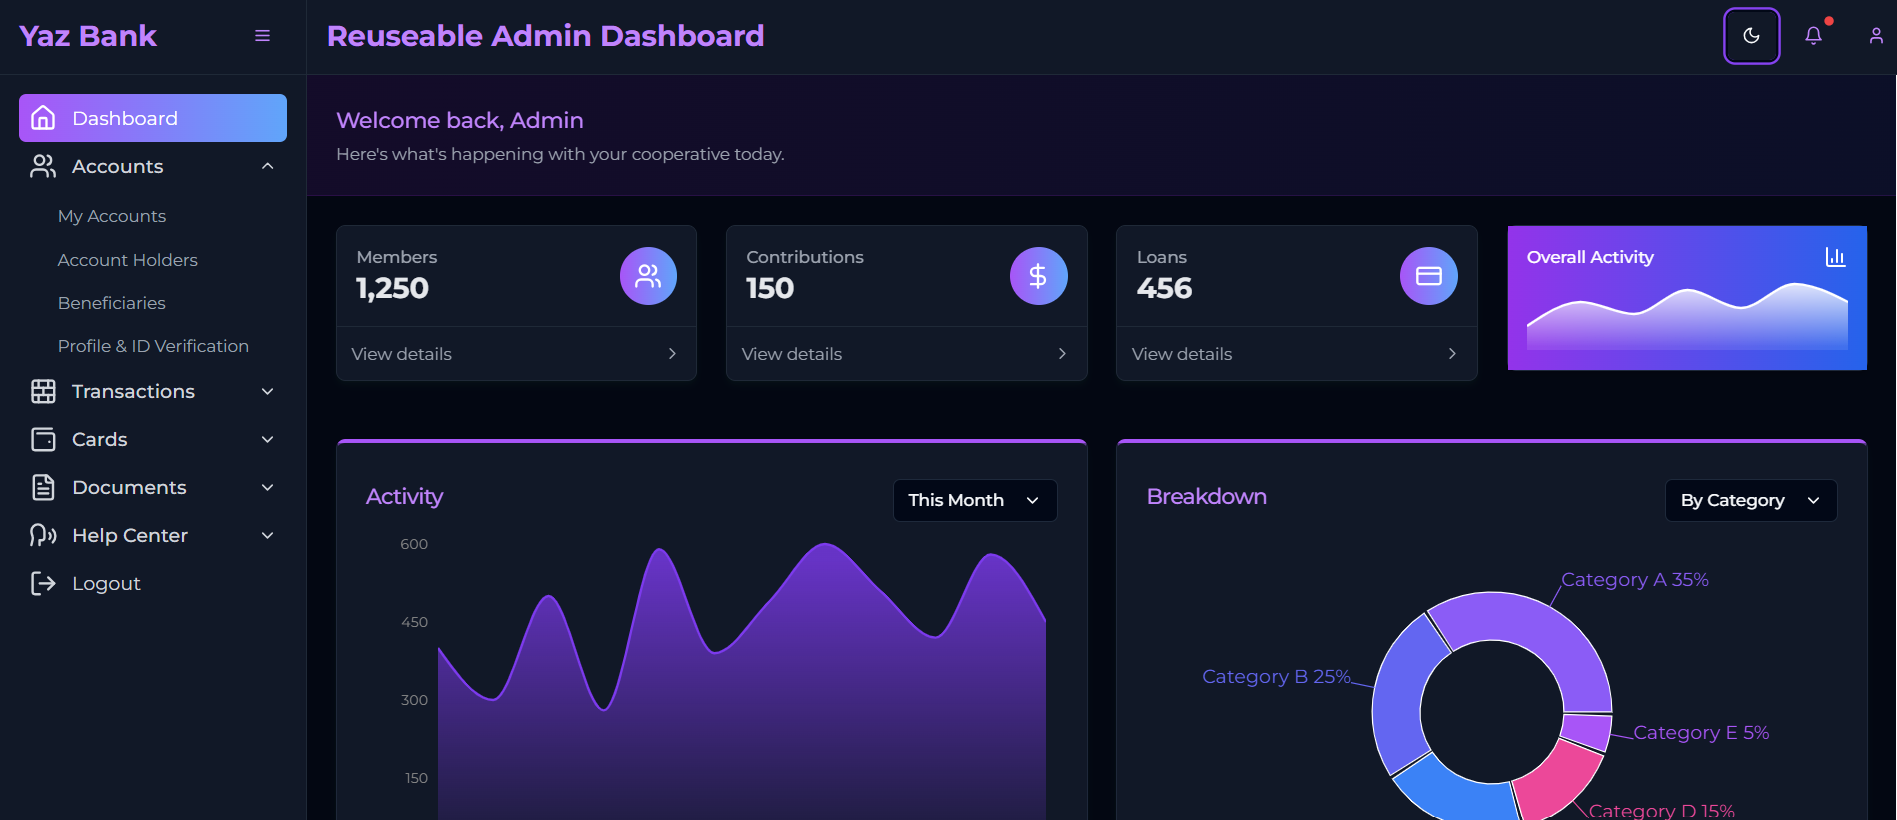 Yaz Bank
Reuseable Admin Dashboard
Dashboard
Accounts
My Accounts
Account Holders
Beneficiaries
Profile & ID Verification
Transactions
Cards
Documents
Help Center
Logout
Welcome back, Admin
Here's what's happening with your cooperative today.
Members
1,250
View details
Contributions
150
View details
Loans
456
View details
Overall Activity
Activity
This Month
600
450
300
150
Breakdown
By Category
Category A 35%
Category B 25%
Category E 5%
Category D 15%